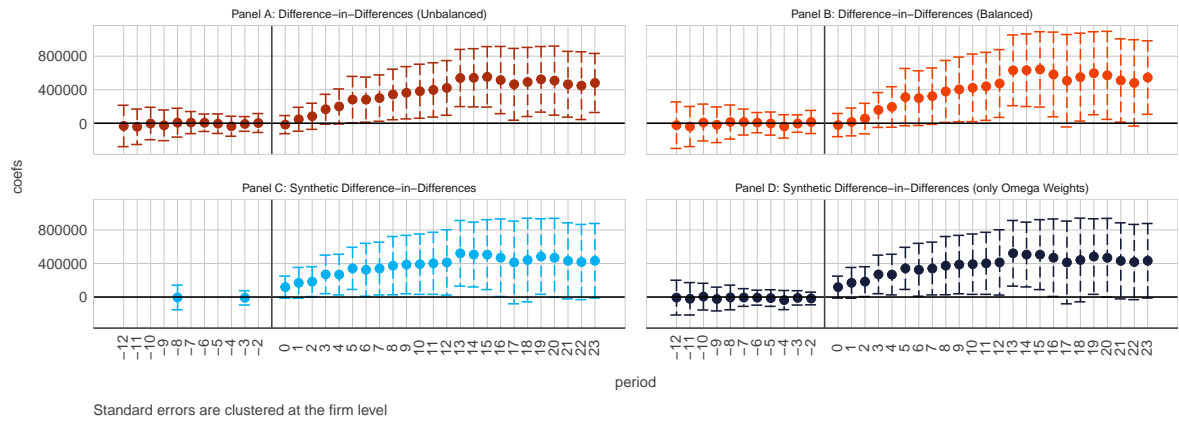 Panel A: Difference−in−Differences (Unbalanced)
Panel B: Difference−in−Differences (Balanced)
800000
400000
0
Panel C: Synthetic Difference−in−Differences
Panel D: Synthetic Difference−in−Differences (only Omega Weights)
coefs
800000
400000
0
−12 −11 −10 −9 −8 −7 −6 −5 −4 −3 −2 0 1 2 3 4 5 6 7 8 9 10 11 12 13 14 15 16 17 18 19 20 21 22 23
−12 −11 −10 −9 −8 −7 −6 −5 −4 −3 −2 0 1 2 3 4 5 6 7 8 9 10 11 12 13 14 15 16 17 18 19 20 21 22 23
period
Standard errors are clustered at the firm level